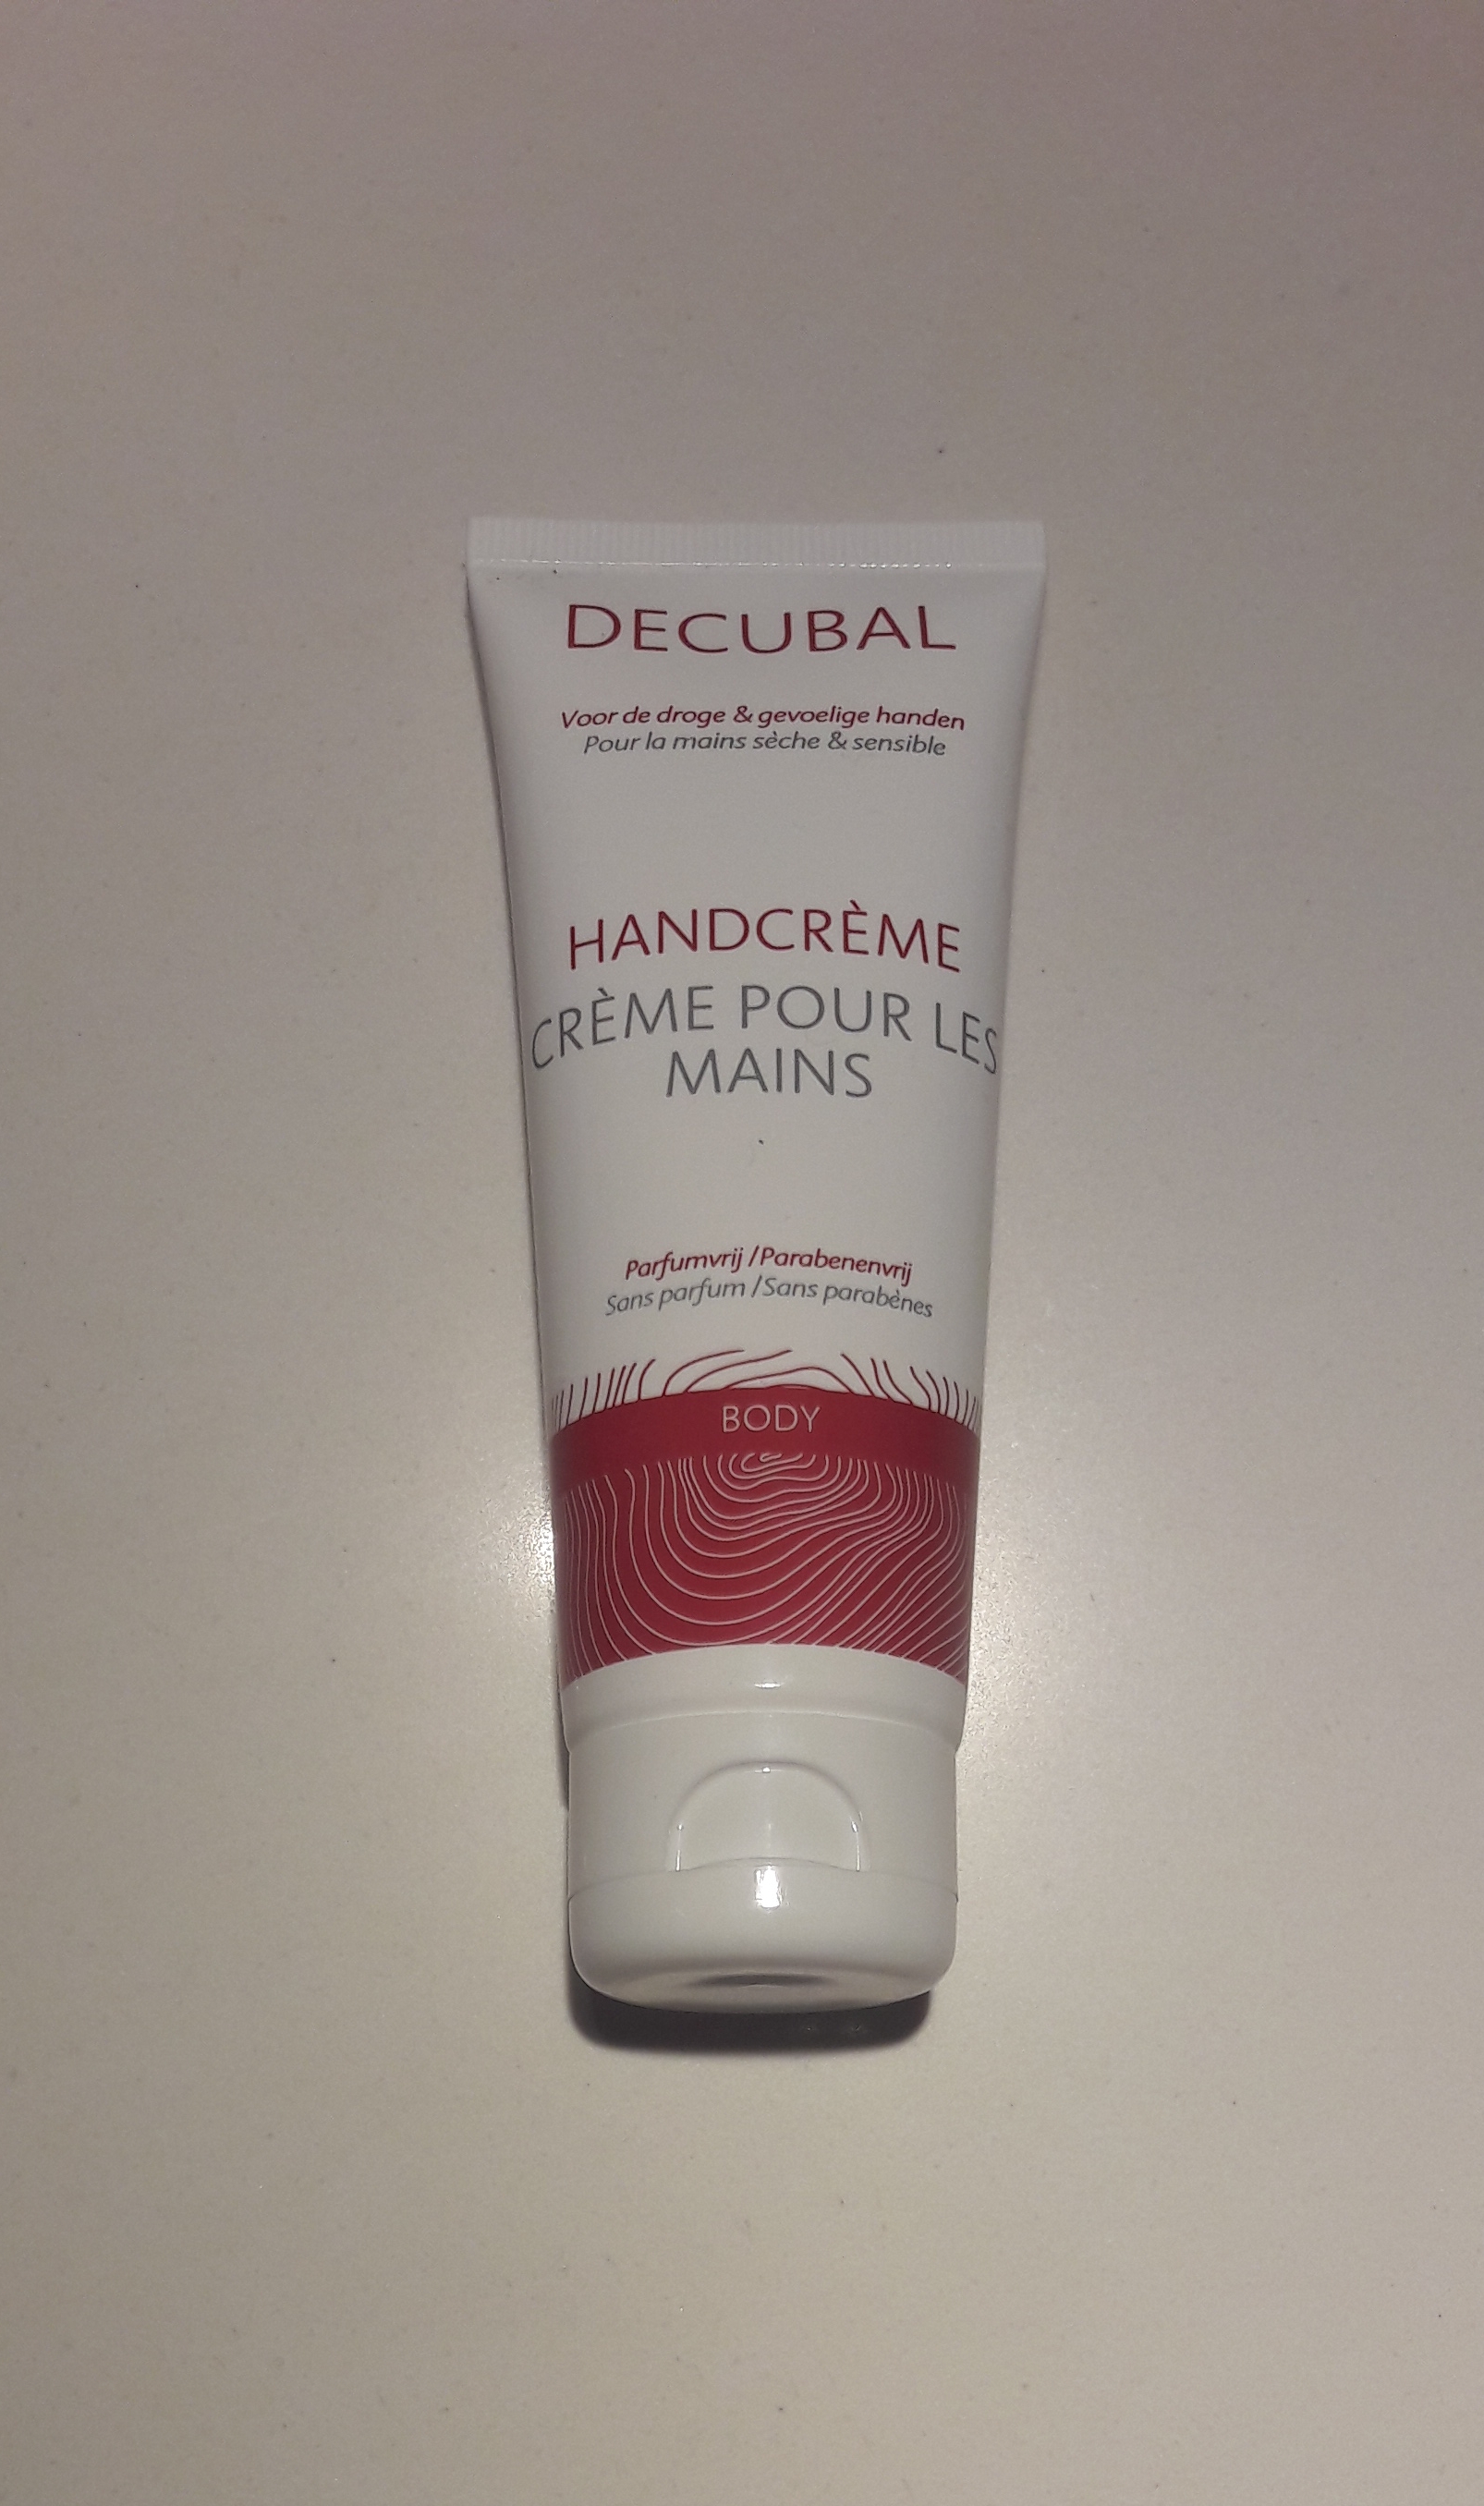 DECUBAL
Voor de droge & gevoelige handen
Pour la mains sèche & sensible
HANDCRÈME
CRÈME POUR LES
MAINS
Parfumvrij / Parabenenvrij
Sans parfum / Sans parabènes
BODY